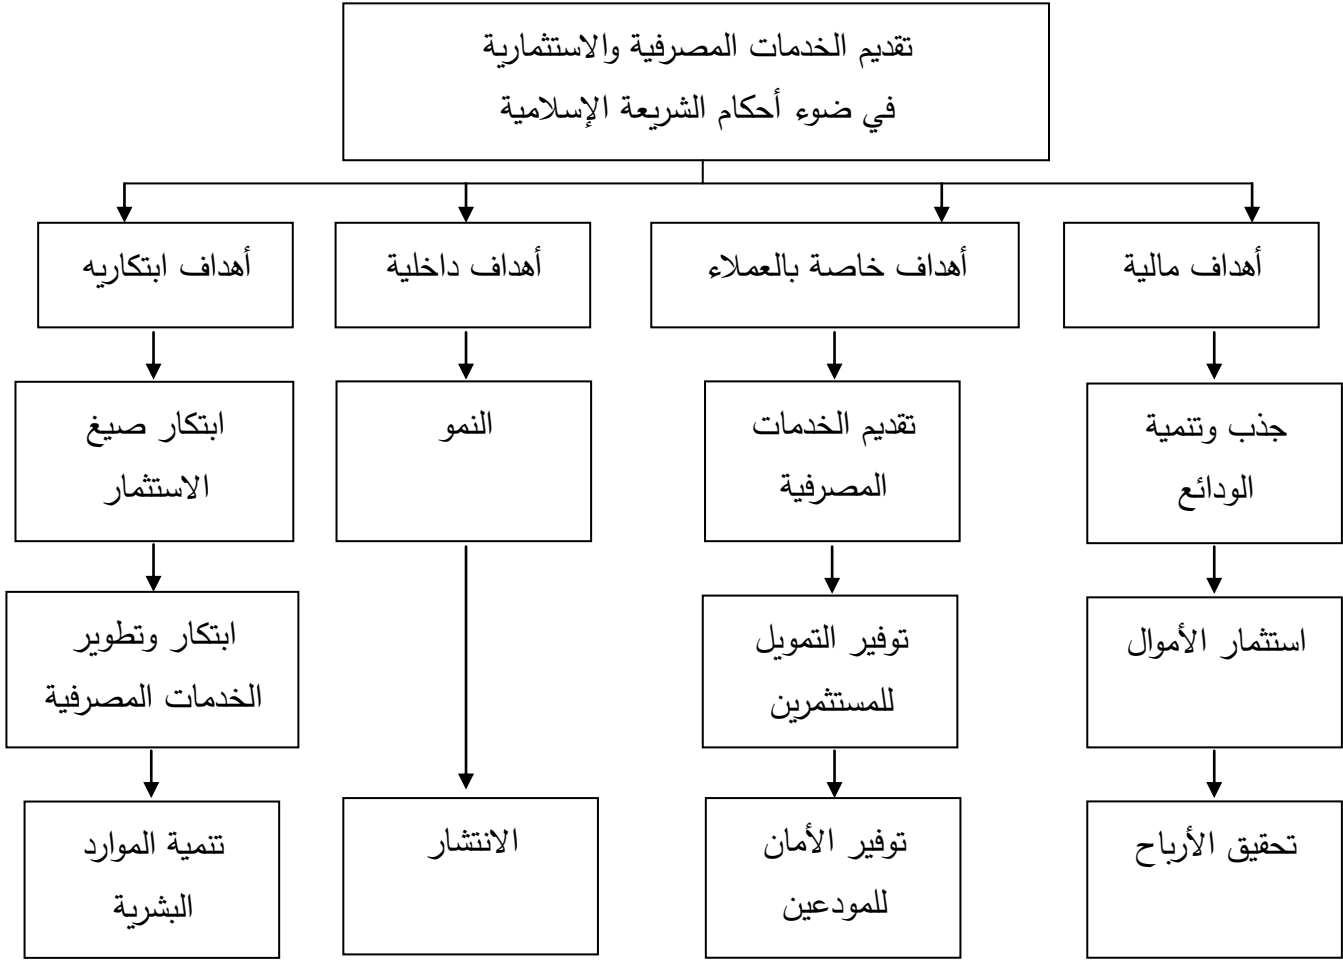 تقديم الخدمات المصرفية والاستثمارية
في ضوء أحكام الشريعة الإسلامية
أهداف مالية
أهداف خاصة بالعملاء
أهداف داخلية
أهداف ابتكاريه
جذب وتنمية
الودائع
تقديم الخدمات
المصرفية
النمو
ابتكار صيغ
الاستثمار
استثمار الأموال
توفير التمويل
للمستثمرين
ابتكار وتطوير
الخدمات المصرفية
تحقيق الأرباح
توفير الأمان
للمودعين
الانتشار
تنمية الموارد
البشرية